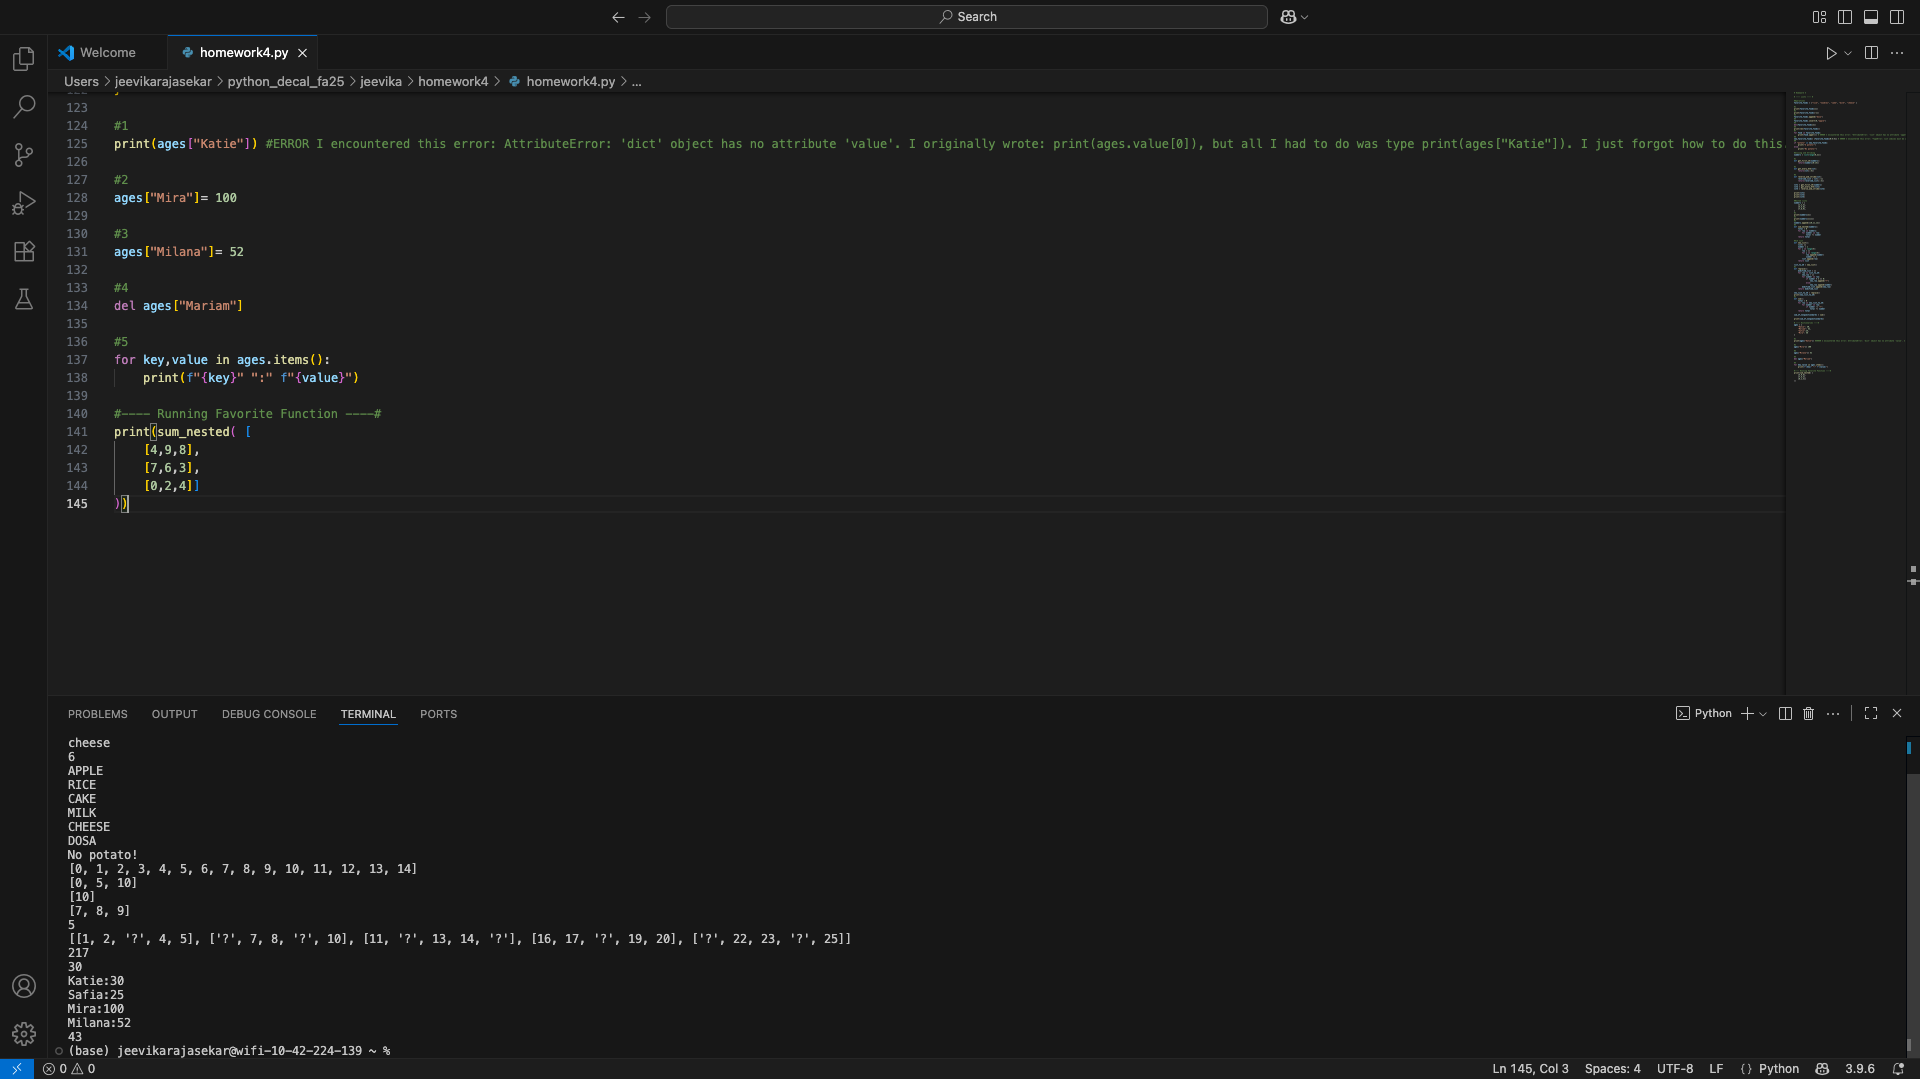 Search
Welcome
homework4.py
Users > jeevikarajasekar > python_decal_fa25 > jeevika > homework4 > homework4.py > ...
123
124 #1
125 print(ages["Katie"]) #ERROR I encountered this error: AttributeError: 'dict' object has no attribute 'value'. I originally wrote: print(ages.value[0]), but all I had to do was type print(ages["Katie"]). I just forgot how to do this.
126
127 #2
128 ages["Mira"]= 100
129
130 #3
131 ages["Milana"]= 52
132
133 #4
134 del ages["Mariam"]
135
136 #5
137 for key,value in ages.items():
138     print(f"{key}" ":" f"{value}")
139
140 #---- Running Favorite Function ----#
141 print(sum_nested( [
142     [4,9,8],
143     [7,6,3],
144     [0,2,4]]
145 ))
PROBLEMS OUTPUT DEBUG CONSOLE TERMINAL PORTS
Python
cheese
6
APPLE
RICE
CAKE
MILK
CHEESE
DOSA
No potato!
[0, 1, 2, 3, 4, 5, 6, 7, 8, 9, 10, 11, 12, 13, 14]
[0, 5, 10]
[10]
[7, 8, 9]
5
[[1, 2, '?', 4, 5], ['?', 7, 8, '?', 10], [11, '?', 13, 14, '?'], [16, 17, '?', 19, 20], ['?', 22, 23, '?', 25]]
217
30
Katie:30
Safia:25
Mira:100
Milana:52
43
(base) jeevikarajasekar@wifi-10-42-224-139 ~ %
0 0
Ln 145, Col 3 Spaces: 4 UTF-8 LF {} Python 3.9.6